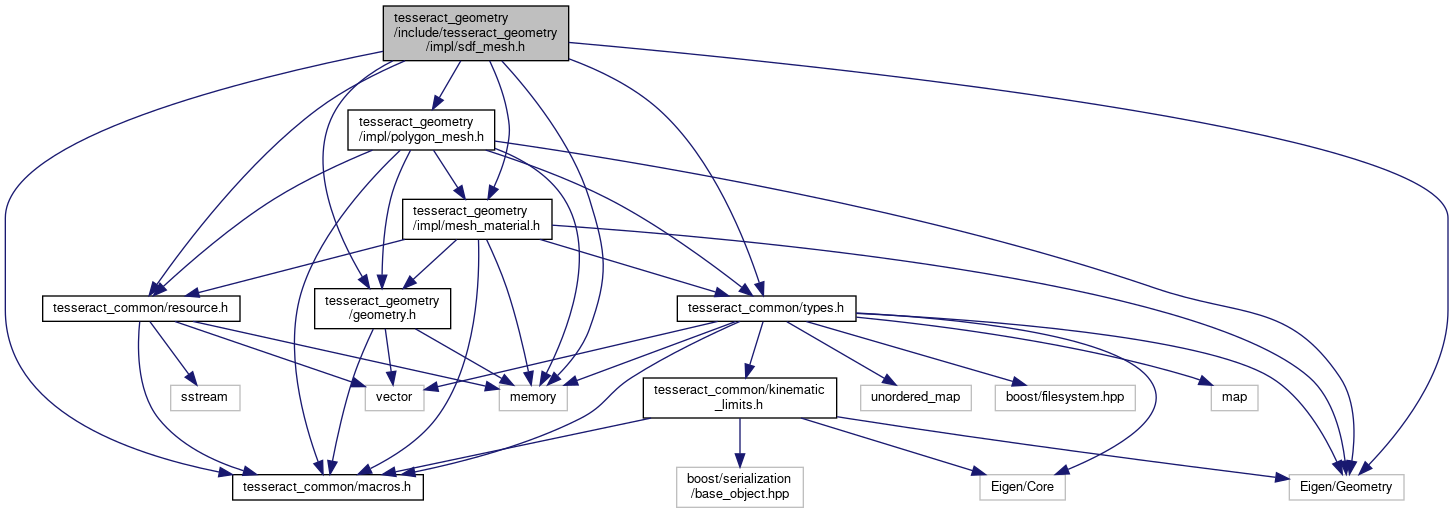 tesseract_geometry
/include/tesseract_geometry
/impl/sdf_mesh.h
tesseract_geometry
/impl/polygon_mesh.h
tesseract_geometry
/impl/mesh_material.h
tesseract_common/resource.h
tesseract_geometry
/geometry.h
tesseract_common/types.h
sstream
vector
memory
tesseract_common/kinematic
_limits.h
unordered_map
boost/filesystem.hpp
map
tesseract_common/macros.h
boost/serialization
/base_object.hpp
Eigen/Core
Eigen/Geometry